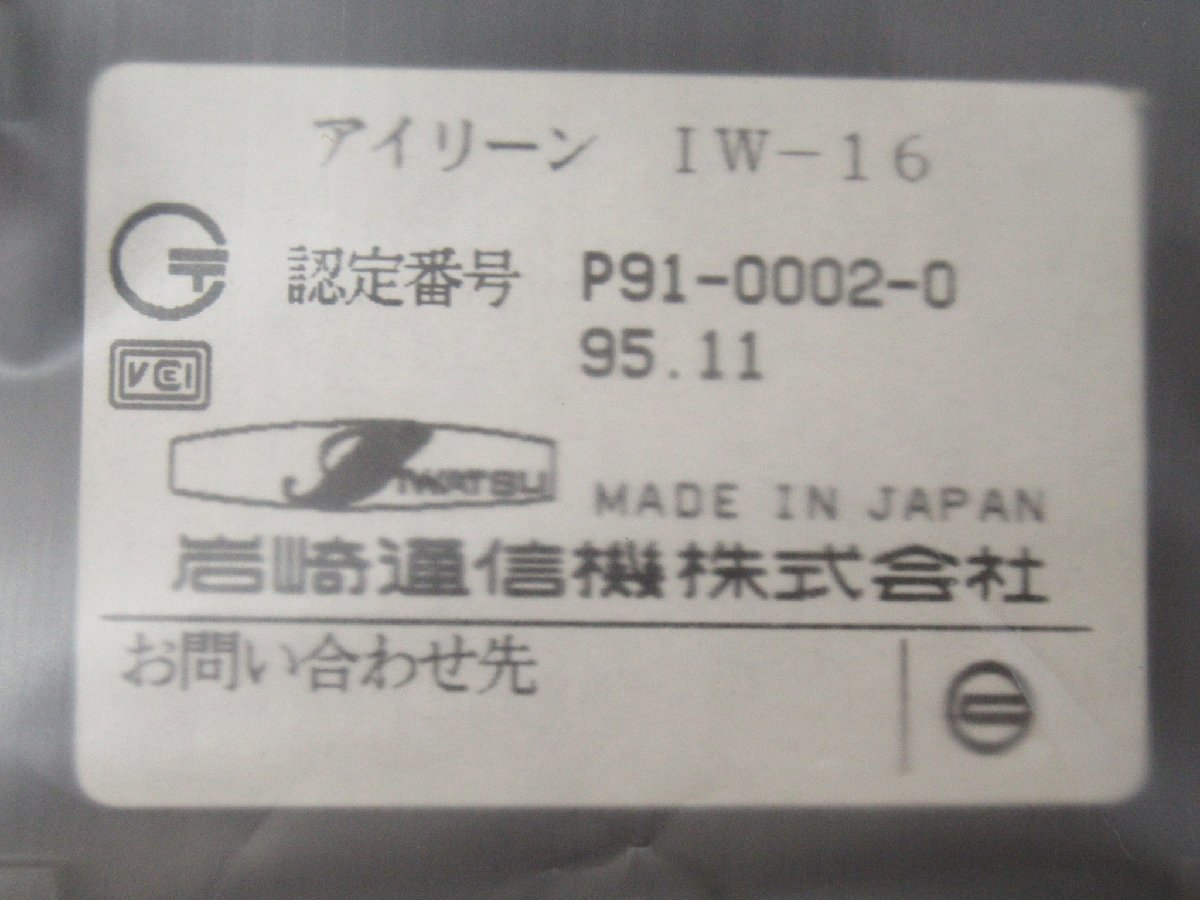 アイリーン IW-16
認定番号 P91-0002-0
VCI
95.11
IWATSU
MADE IN JAPAN
岩崎通信機株式会社
お問い合わせ先